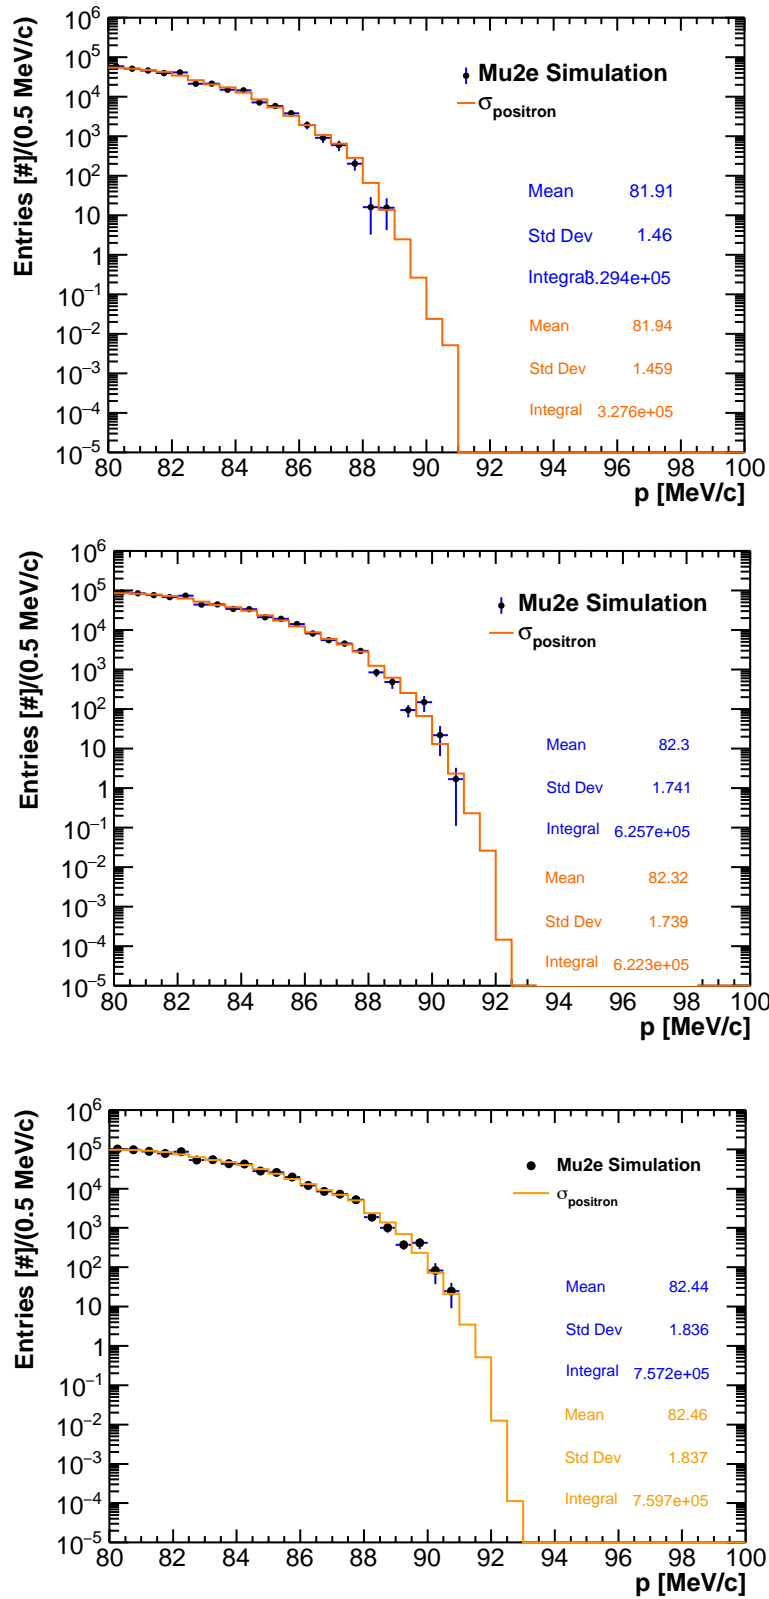 Entries [#]/(0.5 MeV/c)
10^6
10^5
10^4
10^3
10^2
10
1
10^−1
10^−2
10^−3
10^−4
10^−5
Mu2e Simulation
σ_positron
Mean 81.91
Std Dev 1.46
Integral 3.294e+05
Mean 81.94
Std Dev 1.459
Integral 3.276e+05
80 82 84 86 88 90 92 94 96 98 100
p [MeV/c]
Entries [#]/(0.5 MeV/c)
10^6
10^5
10^4
10^3
10^2
10
1
10^−1
10^−2
10^−3
10^−4
10^−5
Mu2e Simulation
σ_positron
Mean 82.3
Std Dev 1.741
Integral 6.257e+05
Mean 82.32
Std Dev 1.739
Integral 6.223e+05
80 82 84 86 88 90 92 94 96 98 100
p [MeV/c]
Entries [#]/(0.5 MeV/c)
10^6
10^5
10^4
10^3
10^2
10
1
10^−1
10^−2
10^−3
10^−4
10^−5
Mu2e Simulation
σ_positron
Mean 82.44
Std Dev 1.836
Integral 7.572e+05
Mean 82.46
Std Dev 1.837
Integral 7.597e+05
80 82 84 86 88 90 92 94 96 98 100
p [MeV/c]